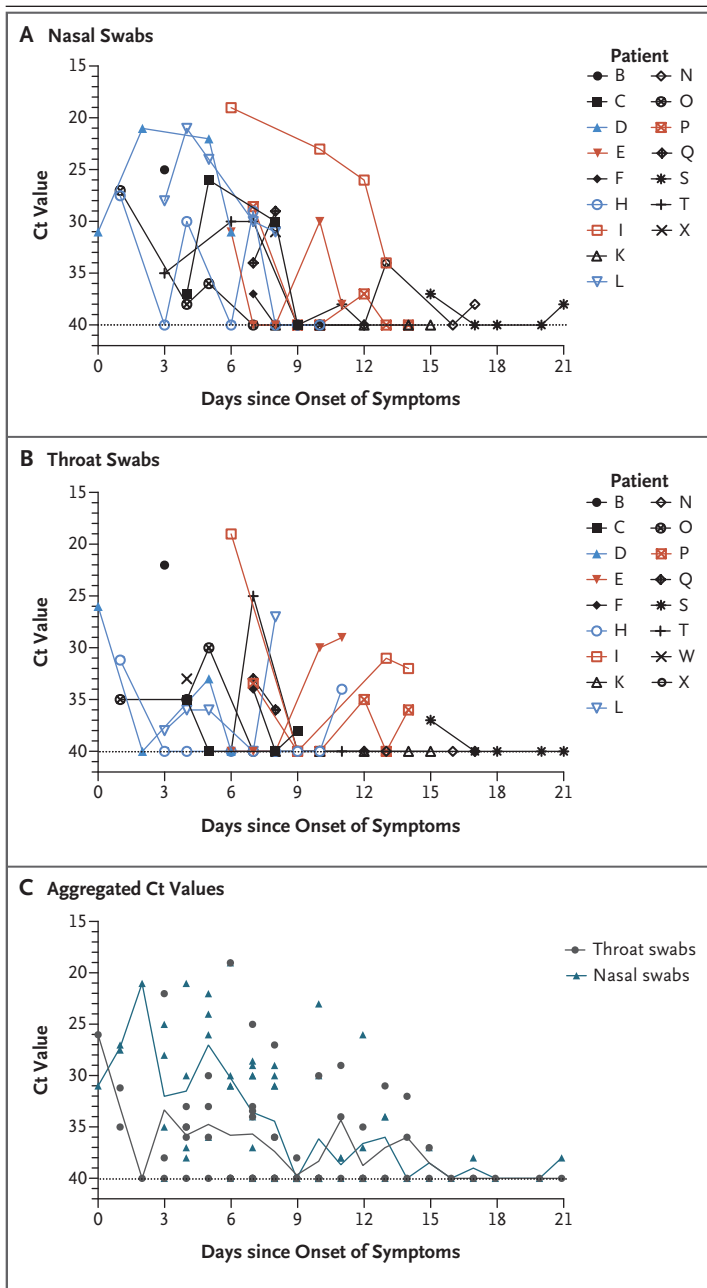 A Nasal Swabs
15
20
25
30
35
40
Ct Value
0 3 6 9 12 15 18 21
Days since Onset of Symptoms
Patient
B N
C O
D P
E Q
F S
H T
I X
K
L
B Throat Swabs
15
20
25
30
35
40
Ct Value
0 3 6 9 12 15 18 21
Days since Onset of Symptoms
Patient
B N
C O
D P
E Q
F S
H T
I W
K X
L
C Aggregated Ct Values
15
20
25
30
35
40
Ct Value
0 3 6 9 12 15 18 21
Days since Onset of Symptoms
Throat swabs
Nasal swabs